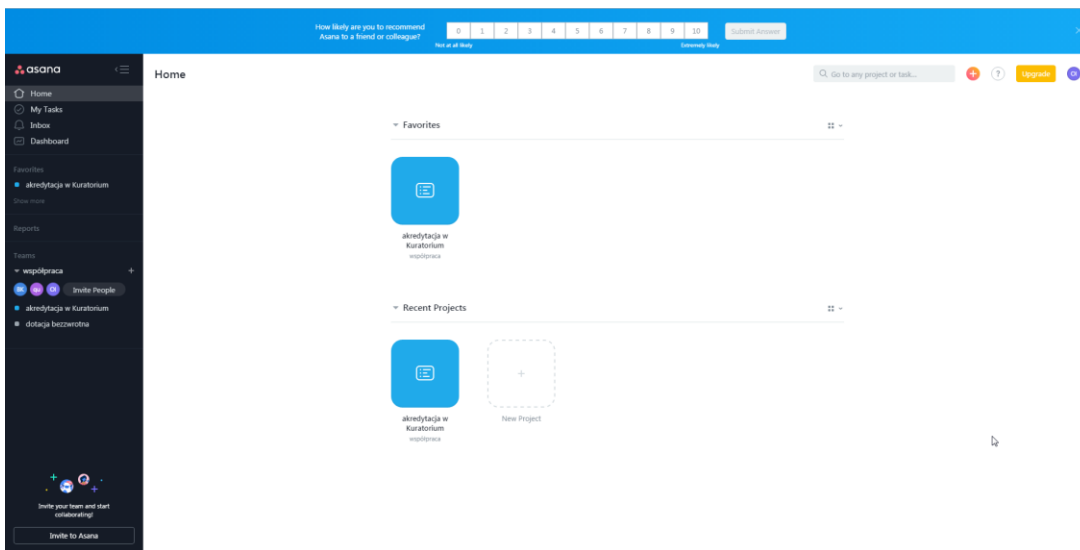 How likely are you to recommend
Asana to a friend or colleague?
0 1 2 3 4 5 6 7 8 9 10
Submit Answer
Not at all likely
Extremely likely
asana
Home
My Tasks
Inbox
Dashboard
Favorites
akredytacja w Kuratorium
Show more
Reports
Teams
współpraca
+
BK
qu
OI
Invite People
akredytacja w Kuratorium
dotacja bezzwrotna
Invite your team and start
collaborating!
Invite to Asana
Home
Go to any project or task...
+
?
Upgrade
OI
Favorites
akredytacja w
Kuratorium
współpraca
Recent Projects
akredytacja w
Kuratorium
współpraca
+
New Project